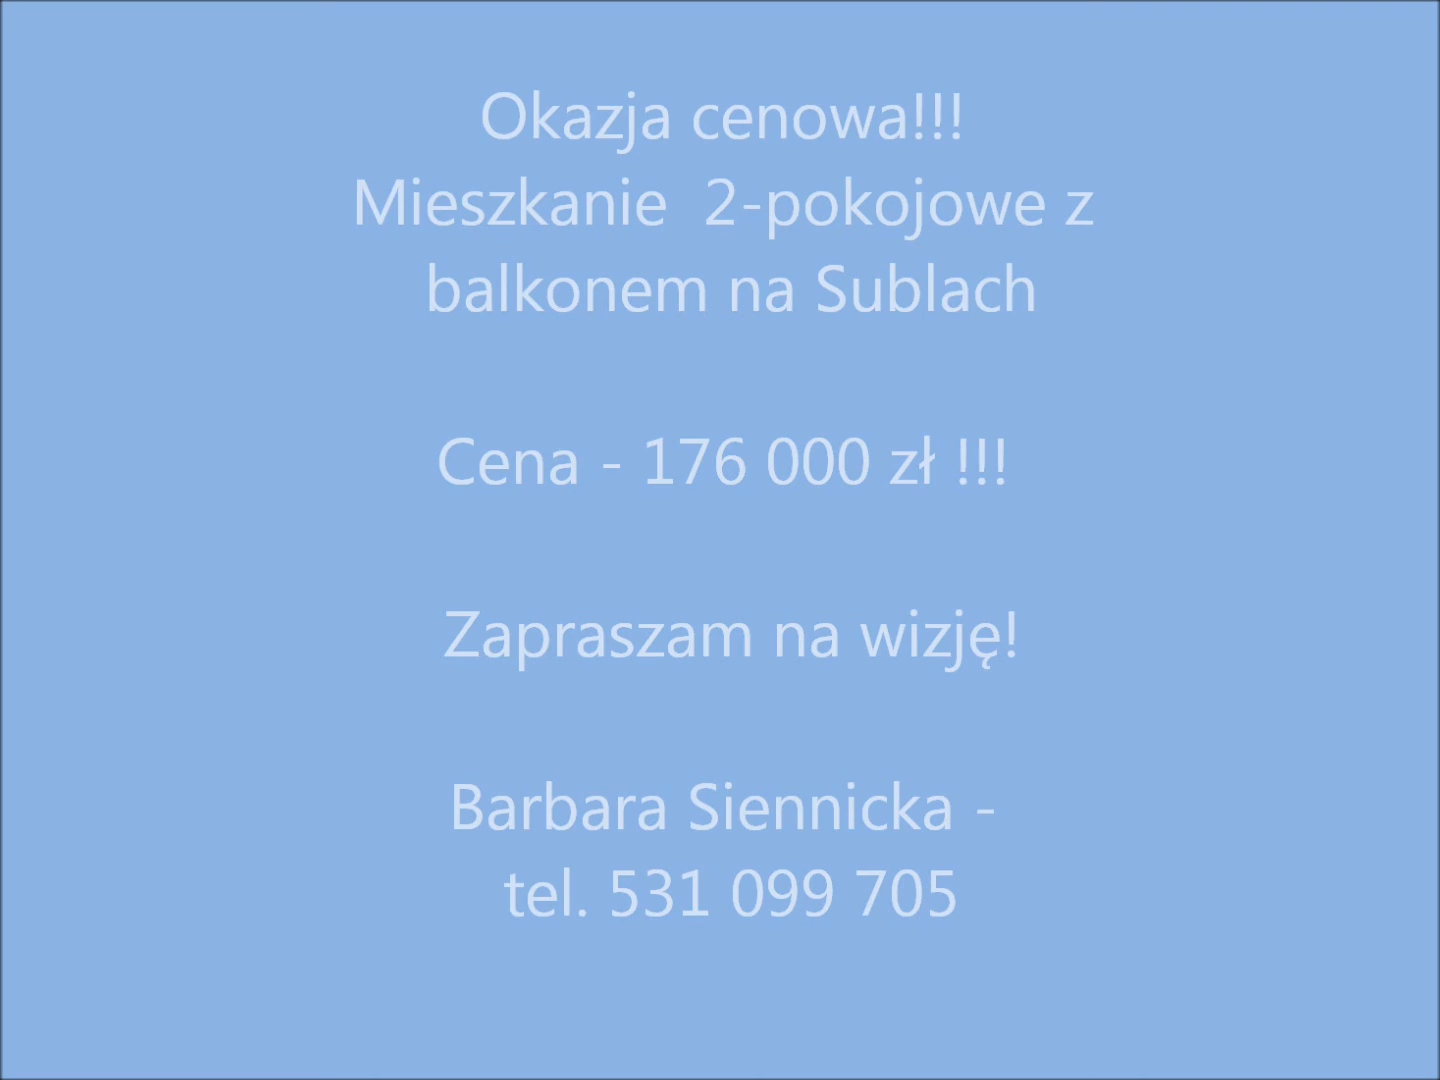 Okazja cenowa!!!
Mieszkanie  2-pokojowe z
balkonem na Sublach
Cena - 176 000 zł !!!
Zapraszam na wizję!
Barbara Siennicka -
tel. 531 099 705